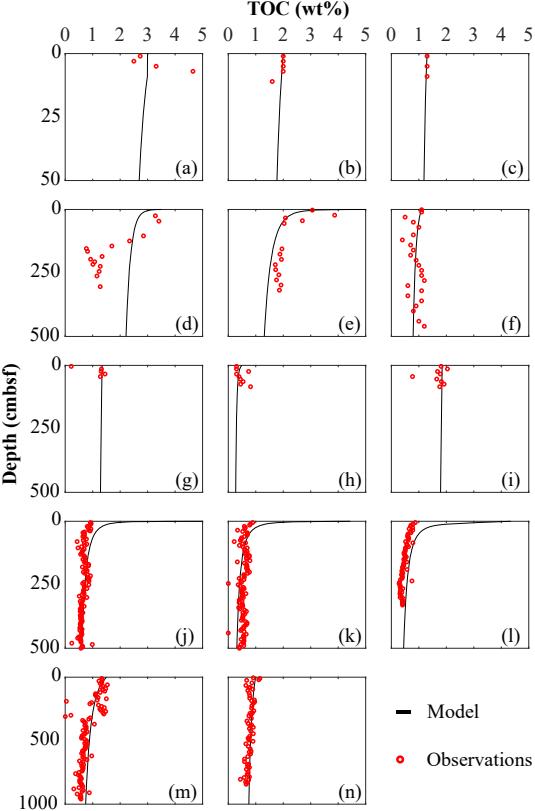 TOC (wt%)
0 1 2 3 4 5 0 1 2 3 4 5 0 1 2 3 4 5
0
25
50
(a) (b) (c)
0
250
500
(d) (e) (f)
Depth (cmbsf)
0
250
500
(g) (h) (i)
0
250
500
(j) (k) (l)
0
500
1000
(m) (n)
Model
Observations